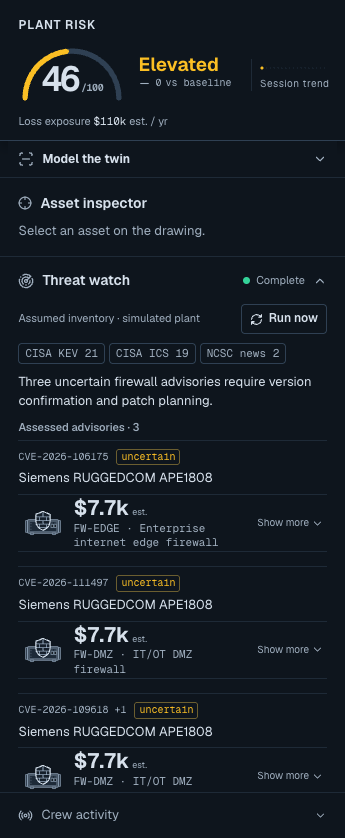 PLANT RISK
46 /100
Elevated
— 0 vs baseline
Session trend
Loss exposure $110k est. / yr
Model the twin
Asset inspector
Select an asset on the drawing.
Threat watch
Complete
Assumed inventory · simulated plant
Run now
CISA KEV 21
CISA ICS 19
NCSC news 2
Three uncertain firewall advisories require version
confirmation and patch planning.
Assessed advisories · 3
CVE-2026-106175 uncertain
Siemens RUGGEDCOM APE1808
$7.7k est.
FW-EDGE · Enterprise
internet edge firewall
Show more
CVE-2026-111497 uncertain
Siemens RUGGEDCOM APE1808
$7.7k est.
FW-DMZ · IT/OT DMZ
firewall
Show more
CVE-2026-109618 +1 uncertain
Siemens RUGGEDCOM APE1808
$7.7k est.
FW-DMZ · IT/OT DMZ
Show more
Crew activity